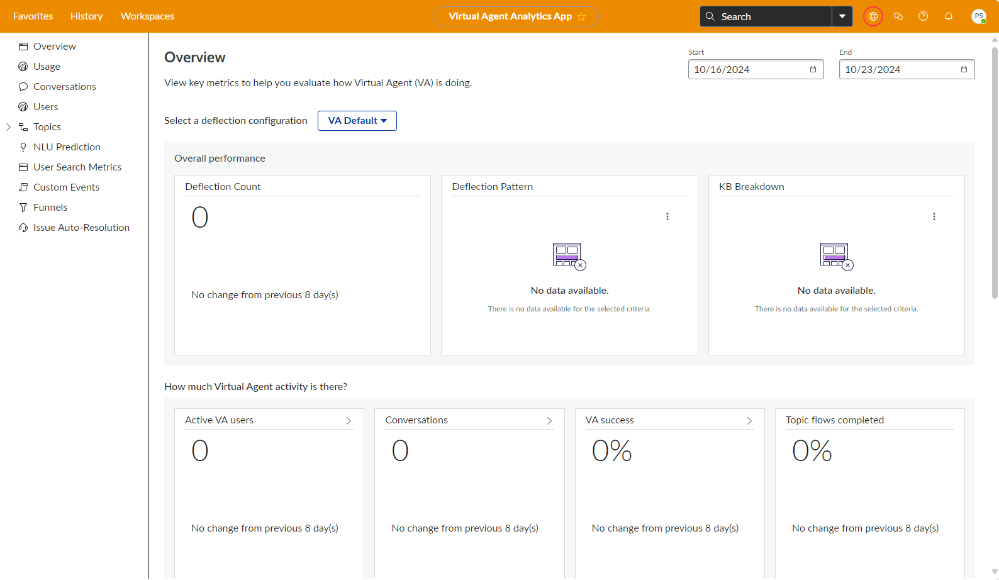 Favorites
History
Workspaces
Virtual Agent Analytics App
Search
PS
Overview
Usage
Conversations
Users
Topics
NLU Prediction
User Search Metrics
Custom Events
Funnels
Issue Auto-Resolution
Overview
View key metrics to help you evaluate how Virtual Agent (VA) is doing.
Start
10/16/2024
End
10/23/2024
Select a deflection configuration
VA Default
Overall performance
Deflection Count
0
No change from previous 8 day(s)
Deflection Pattern
No data available.
There is no data available for the selected criteria.
KB Breakdown
No data available.
There is no data available for the selected criteria.
How much Virtual Agent activity is there?
Active VA users
0
No change from previous 8 day(s)
Conversations
0
No change from previous 8 day(s)
VA success
0%
No change from previous 8 day(s)
Topic flows completed
0%
No change from previous 8 day(s)